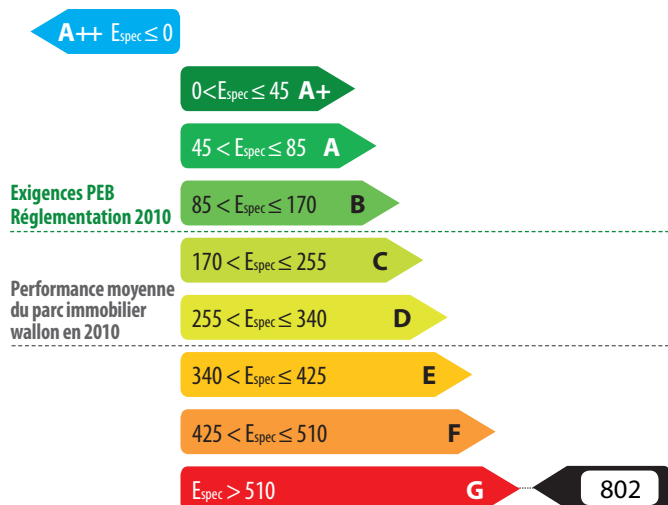 A++ Espec ≤ 0
0<Espec ≤ 45 A+
45 < Espec ≤ 85 A
Exigences PEB
Réglementation 2010
85 < Espec ≤ 170 B
170 < Espec ≤ 255 C
Performance moyenne
du parc immobilier
wallon en 2010
255 < Espec ≤ 340 D
340 < Espec ≤ 425 E
425 < Espec ≤ 510 F
Espec > 510 G 802